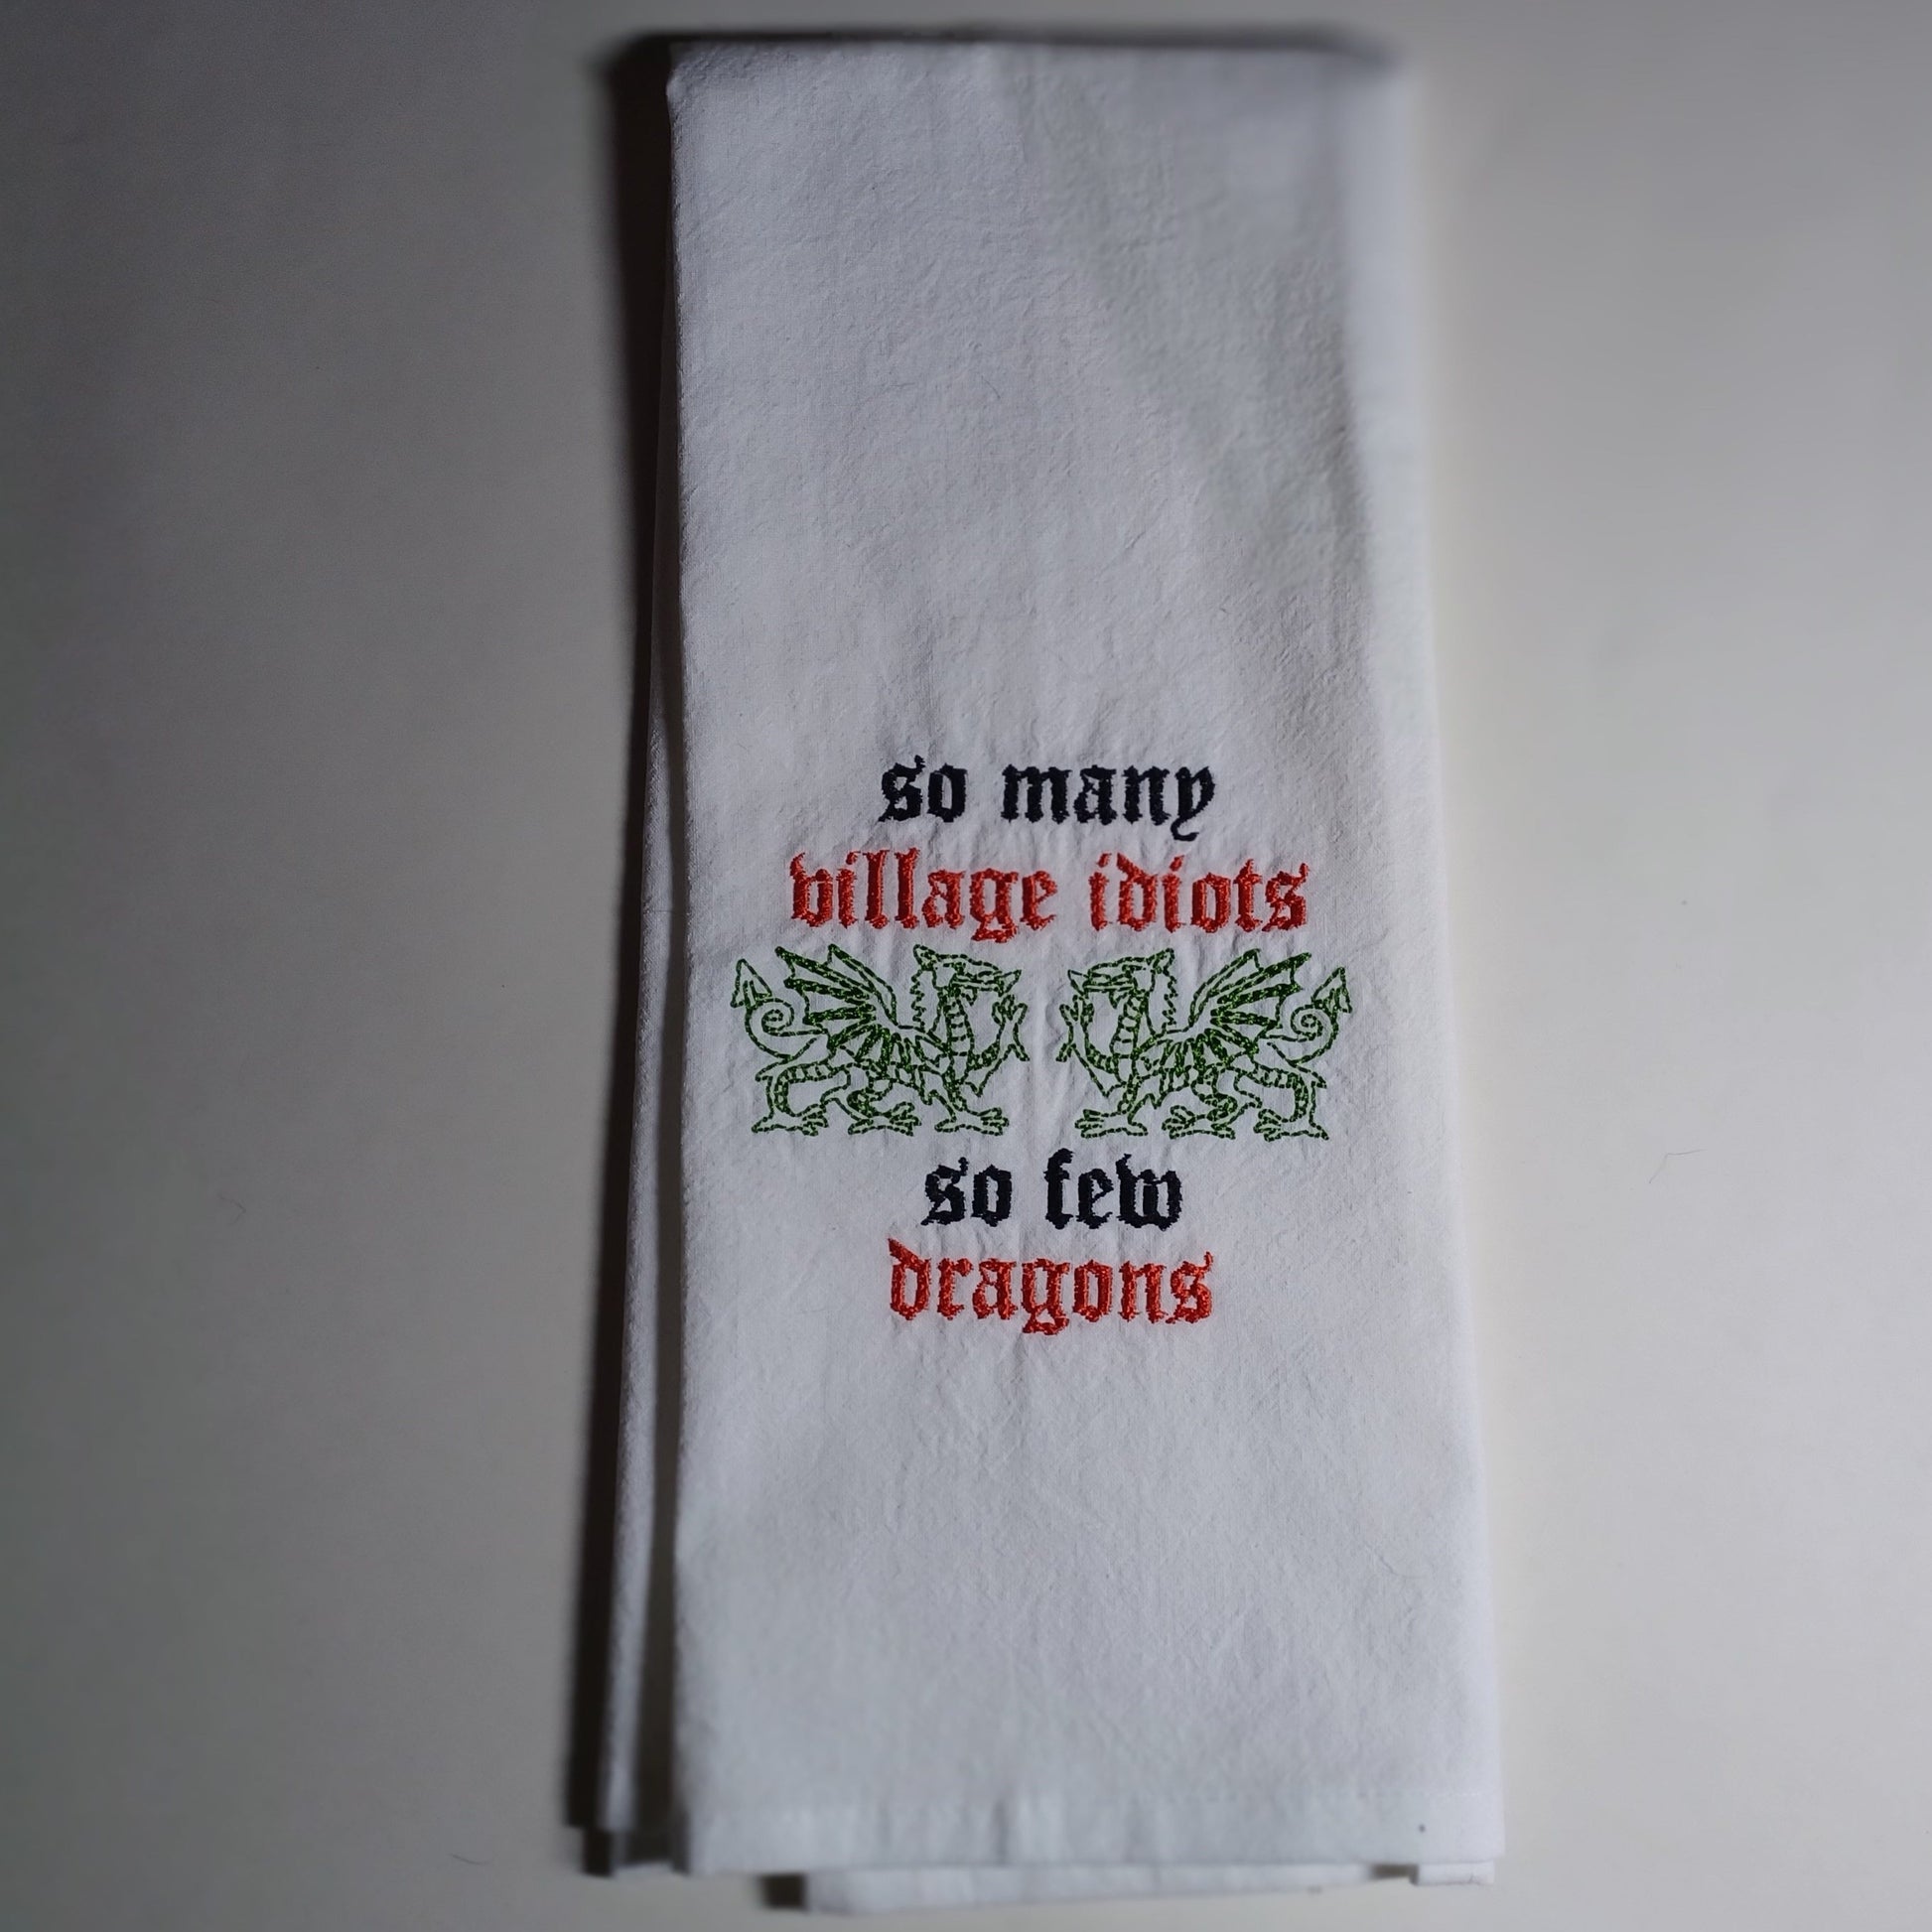 so many
village idiots
so few
dragons